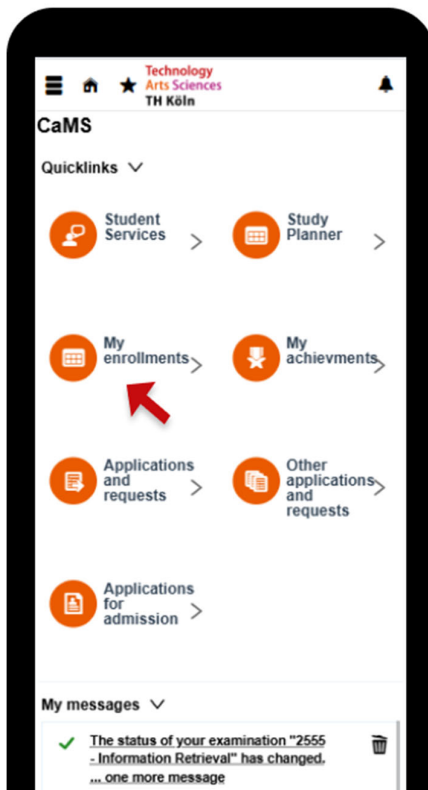 Technology
Arts Sciences
TH Köln
CaMS
Quicklinks
Student
Services
Study
Planner
My
enrollments
My
achievments
Applications
and
requests
Other
applications
and
requests
Applications
for
admission
My messages
The status of your examination "2555
- Information Retrieval" has changed.
... one more message